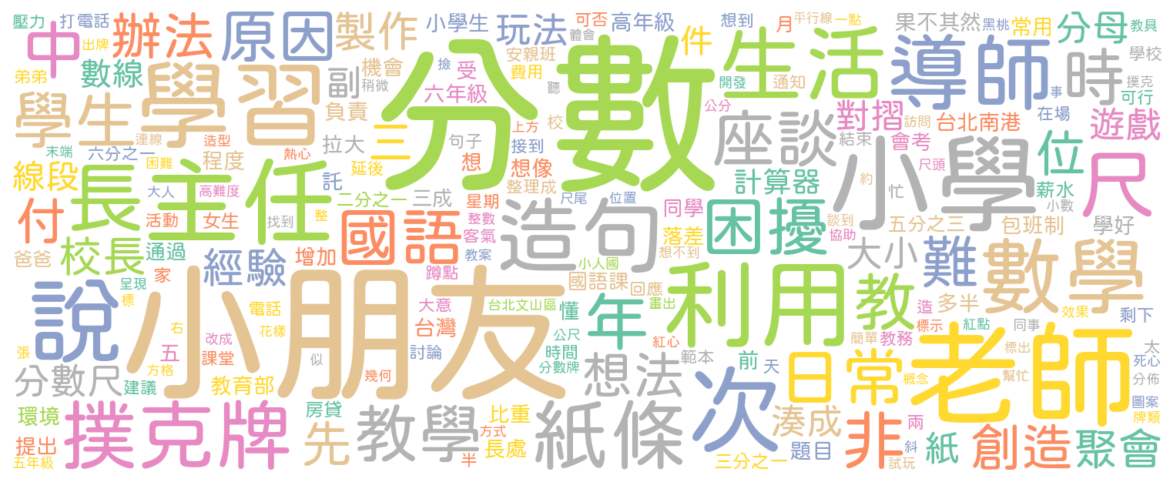 壓力 打電話 辦法 原因 製作 小學生 玩法 可否 高年級 想到 月 平行線 一點 果不其然 黑桃 常用 分母 教具
中 出牌 體會 件 生活 導師 時 學校
弟弟 數線 學習 副 機會 稍微 安親班 費用 撿 受 分數 聽 開發 通知 撲克
學生 負責 六年級 公分 座談 對摺 訪問 事 在場 可行 遊戲
末端 連線 造型 拉大 三 句子 上方 校 接到 結束 會考 台北南港
線段 六分之一 困難 程度 熱心 延後 想 想像 小學 尺頭 位 尺
長 主任 託 二分之一 三成 整理成 星期 尺尾 位置 計算器 約 忙 薪水 小數
付 大人 高難度 活動 女生 找到 整 國語 造句 整數 同學 困擾 談到 五分之三 包班制 學好
爸爸 校長 通過 增加 客氣 落差 想不到 協助 大小 難 數學
家 經驗 教案 蹲點 小人國 國語課 回應 利用 教 多半
說 呈現 標 小朋友 電話 大意 台北文山區 懂 畫出 年 造 標示 紅點 同事 效果 剩下
右 改成 花樣 台灣 公尺 紅心 簡單 教務 老師
張 五 課堂 似 討論 時間 想法 範本 前 天 日常 標出 太
分數尺 方格 建議 教育部 幾何 分數牌 概念 幫忙 死心 分佈
環境 撲克牌 房貸 教學 比重 紙條 次 湊成 非 兩 圖案 牌類
提出 先 方式 長處 題目 斜 紙 創造 聚會
五年級 半 三分之一 試玩